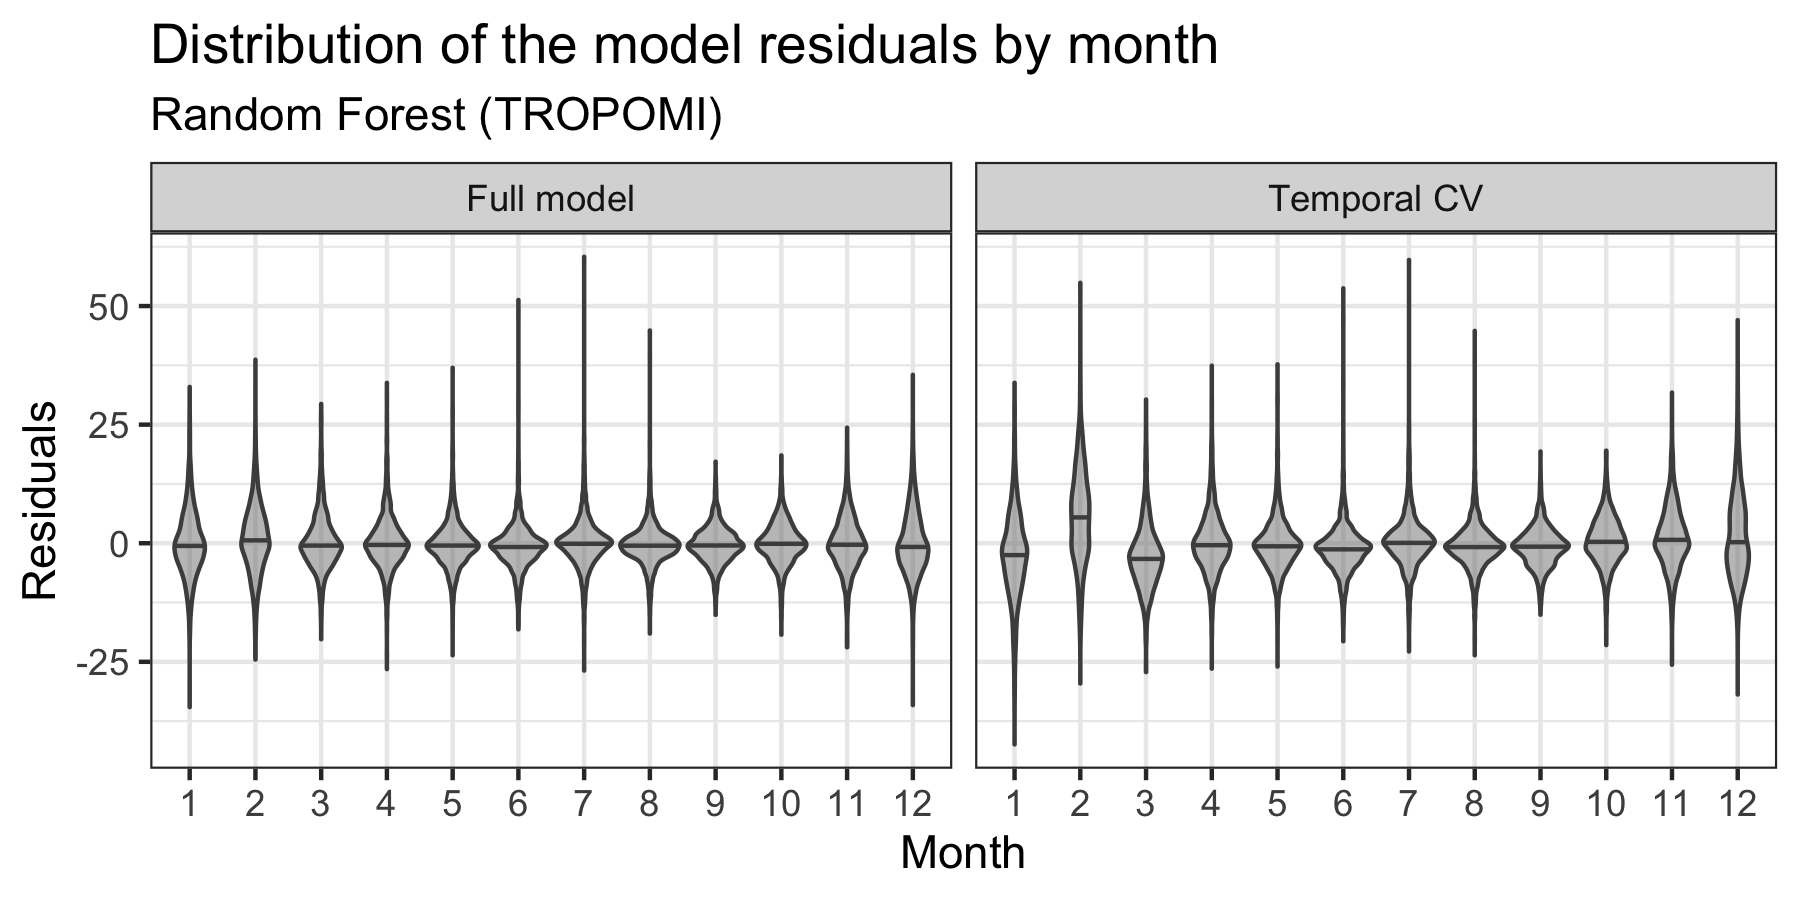 Distribution of the model residuals by month
Random Forest (TROPOMI)
Full model
Temporal CV
Residuals
50
25
0
-25
1 2 3 4 5 6 7 8 9 10 11 12
1 2 3 4 5 6 7 8 9 10 11 12
Month